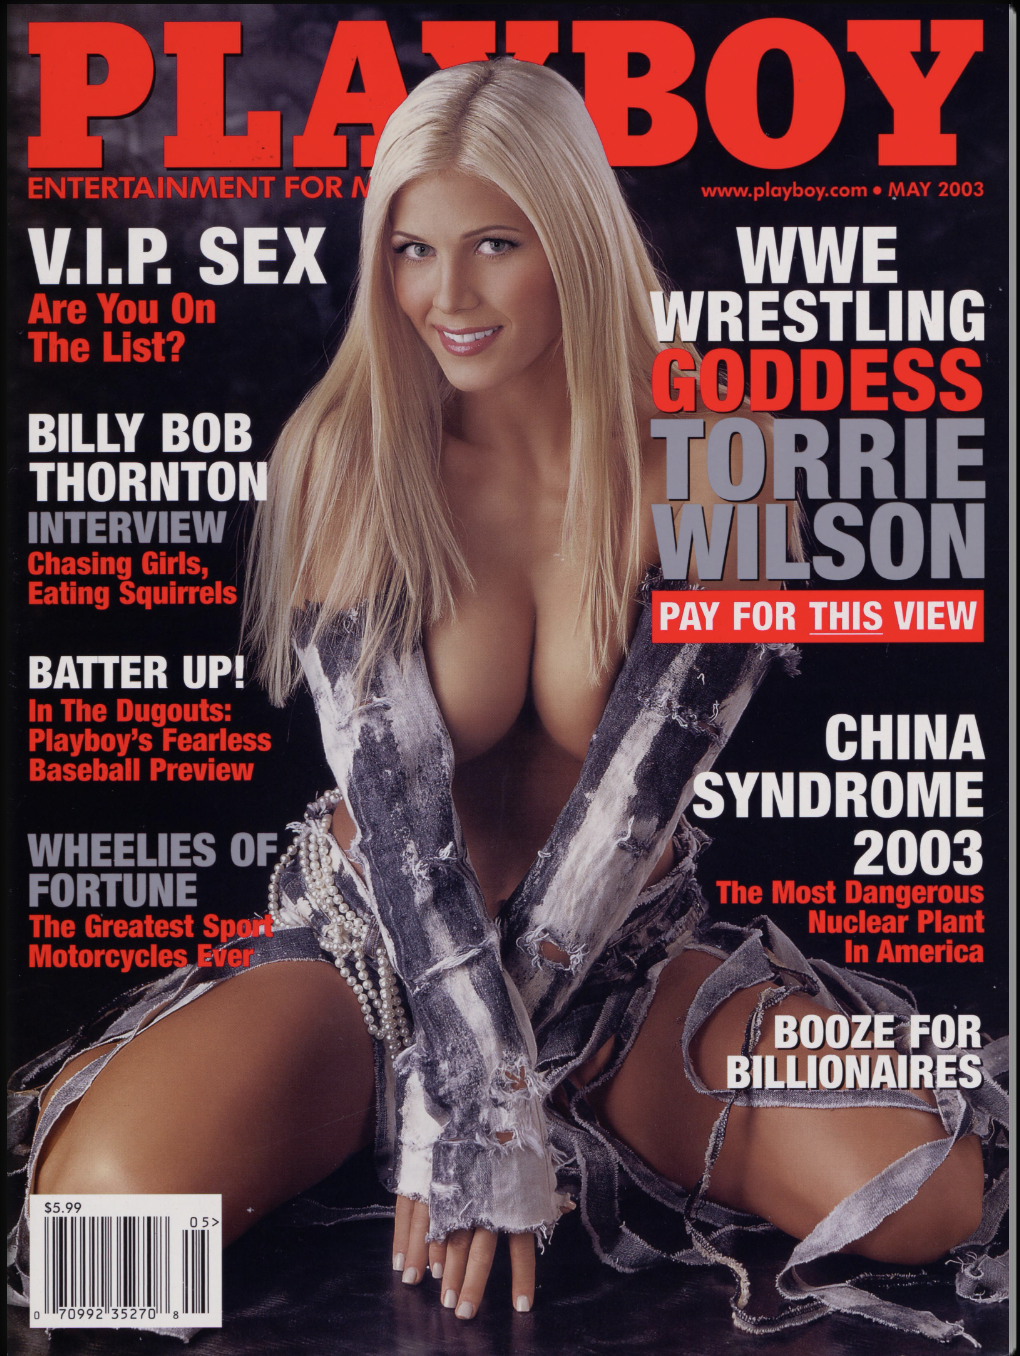 PLAYBOY
ENTERTAINMENT FOR M
www.playboy.com • MAY 2003
V.I.P. SEX
Are You On
The List?
BILLY BOB
THORNTON
INTERVIEW
Chasing Girls,
Eating Squirrels
BATTER UP!
In The Dugouts:
Playboy's Fearless
Baseball Preview
WHEELIES OF
FORTUNE
The Greatest Sport
Motorcycles Ever
WWE
WRESTLING
GODDESS
TORRIE
WILSON
PAY FOR THIS VIEW
CHINA
SYNDROME
2003
The Most Dangerous
Nuclear Plant
In America
BOOZE FOR
BILLIONAIRES
$5.99
05>
0 70992 35270 8